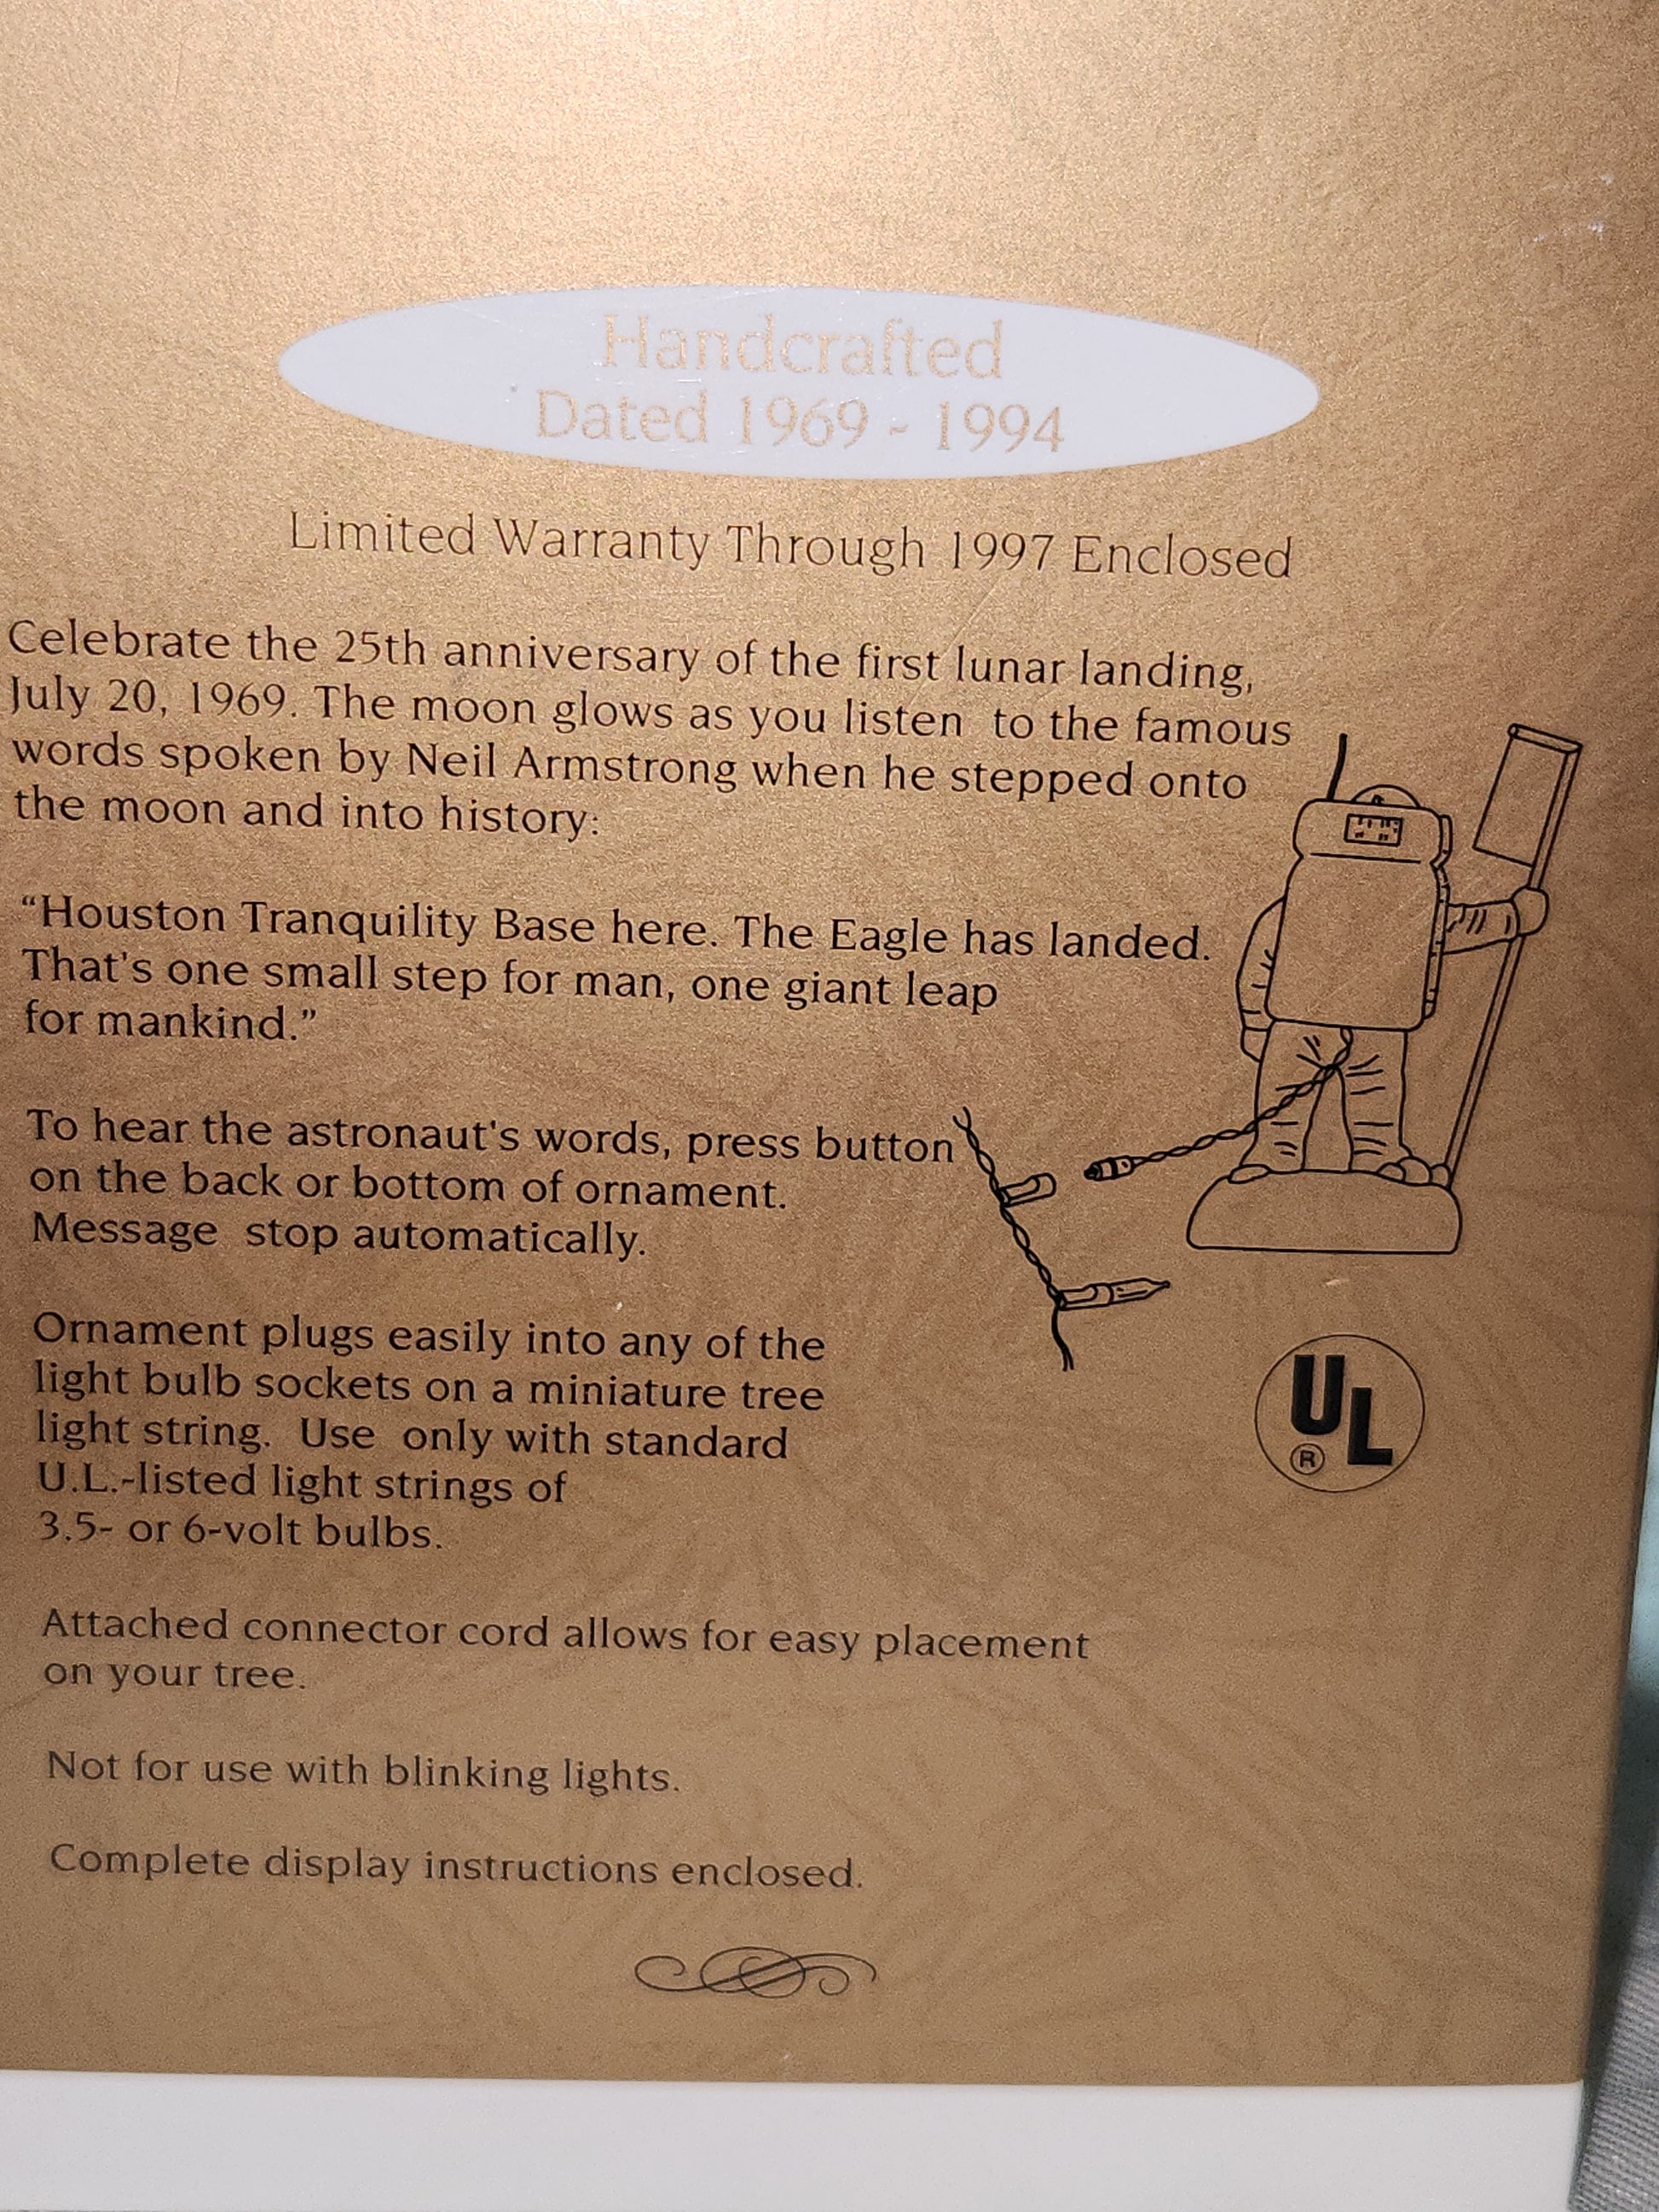 Handcrafted
Dated 1969 - 1994
Limited Warranty Through 1997 Enclosed
Celebrate the 25th anniversary of the first lunar landing,
July 20, 1969. The moon glows as you listen to the famous
words spoken by Neil Armstrong when he stepped onto
the moon and into history:
“Houston Tranquility Base here. The Eagle has landed.
That's one small step for man, one giant leap
for mankind.”
To hear the astronaut's words, press button
on the back or bottom of ornament.
Message stop automatically.
Ornament plugs easily into any of the
light bulb sockets on a miniature tree
light string. Use only with standard
U.L.-listed light strings of
3.5- or 6-volt bulbs.
UL
®
Attached connector cord allows for easy placement
on your tree.
Not for use with blinking lights.
Complete display instructions enclosed.